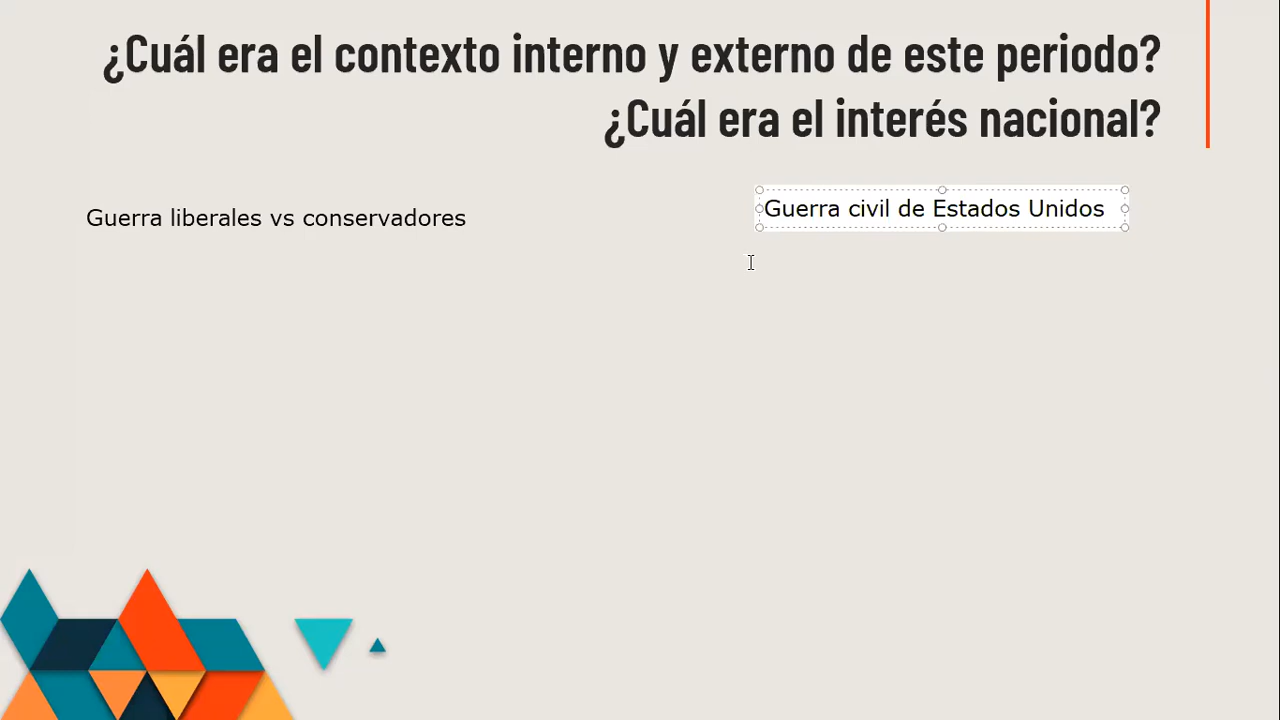 ¿Cuál era el contexto interno y externo de este periodo?
¿Cuál era el interés nacional?
Guerra liberales vs conservadores
Guerra civil de Estados Unidos